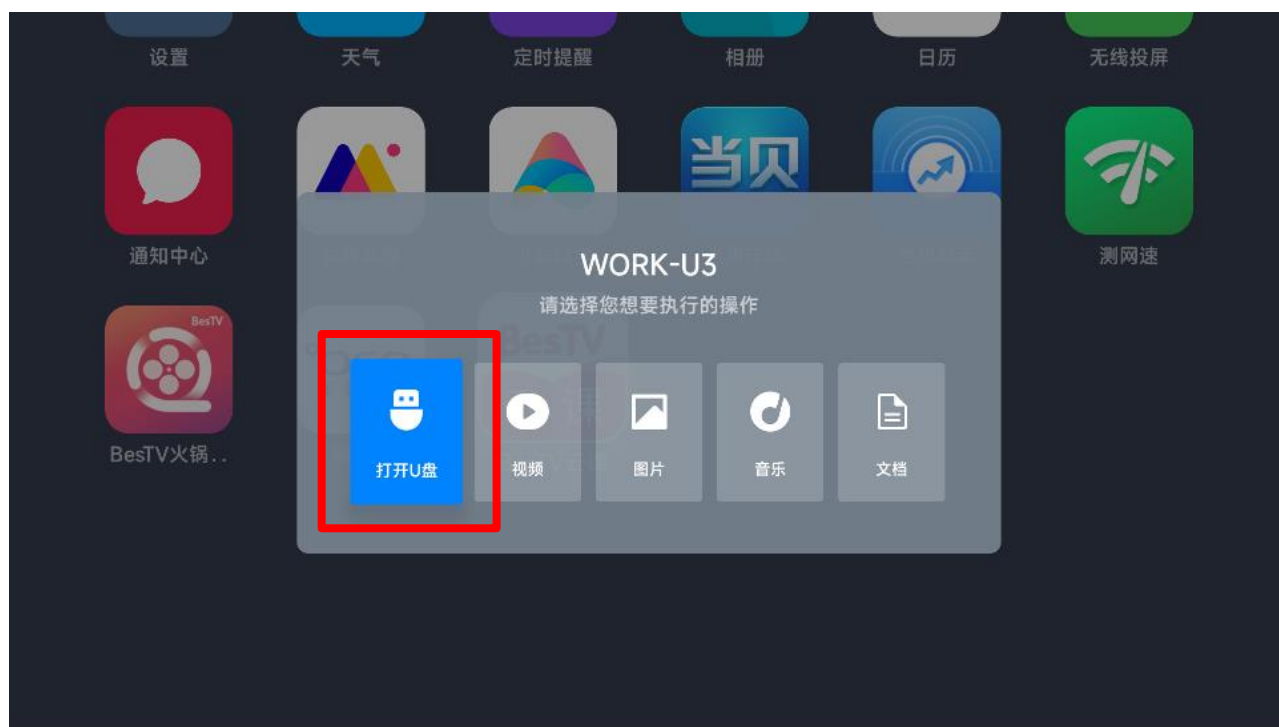 设置
天气
定时提醒
相册
日历
无线投屏
当贝
通知中心
测网速
WORK-U3
请选择您想要执行的操作
BesTV
BesTV
打开U盘
视频
图片
音乐
文档
BesTV火锅..